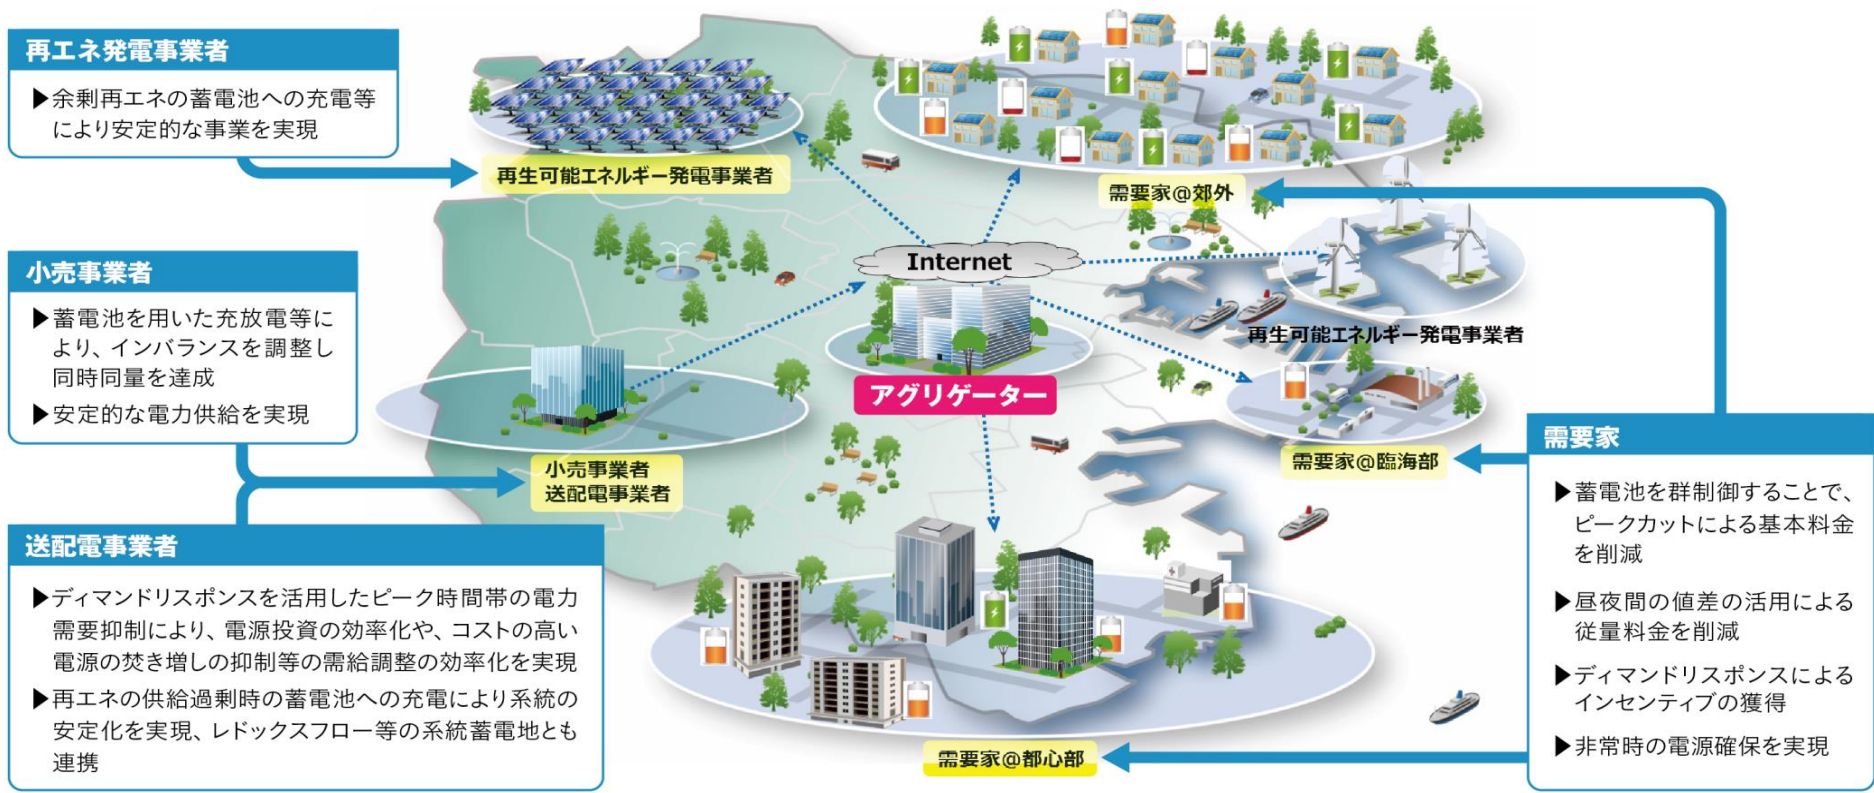 再エネ発電事業者
▶余剰再エネの蓄電池への充電等
により安定的な事業を実現
再生可能エネルギー発電事業者
需要家@郊外
小売事業者
▶蓄電池を用いた充放電等に
より、インバランスを調整し
同時同量を達成
▶安定的な電力供給を実現
Internet
再生可能エネルギー発電事業者
アグリゲーター
小売事業者
送配電事業者
需要家@臨海部
送配電事業者
▶ディマンドリスポンスを活用したピーク時間帯の電力
需要抑制により、電源投資の効率化や、コストの高い
電源の焚き増しの抑制等の需給調整の効率化を実現
▶再エネの供給過剰時の蓄電池への充電により系統の
安定化を実現、レドックスフロー等の系統蓄電地とも
連携
需要家@都心部
需要家
▶蓄電池を群制御することで、
ピークカットによる基本料金
を削減
▶昼夜間の値差の活用による
従量料金を削減
▶ディマンドリスポンスによる
インセンティブの獲得
▶非常時の電源確保を実現